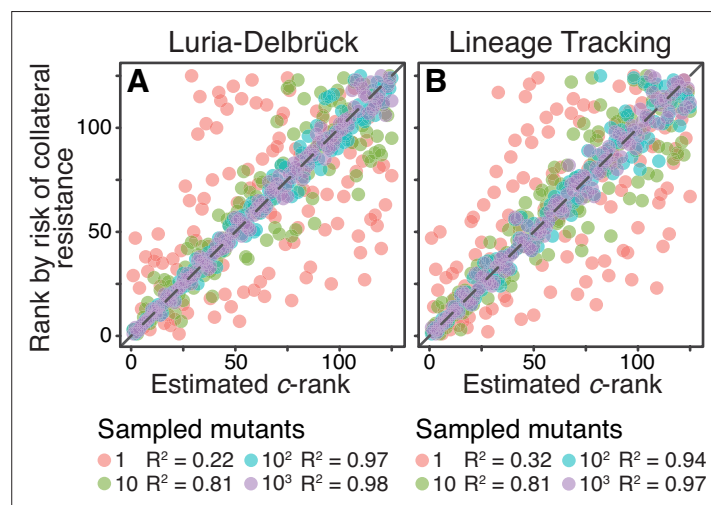 Luria-Delbrück
Lineage Tracking
A
B
Rank by risk of collateral
resistance
100
50
0
0 50 100
0 50 100
Estimated c-rank
Estimated c-rank
Sampled mutants
1 R² = 0.22 10² R² = 0.97
10 R² = 0.81 10³ R² = 0.98
Sampled mutants
1 R² = 0.32 10² R² = 0.94
10 R² = 0.81 10³ R² = 0.97